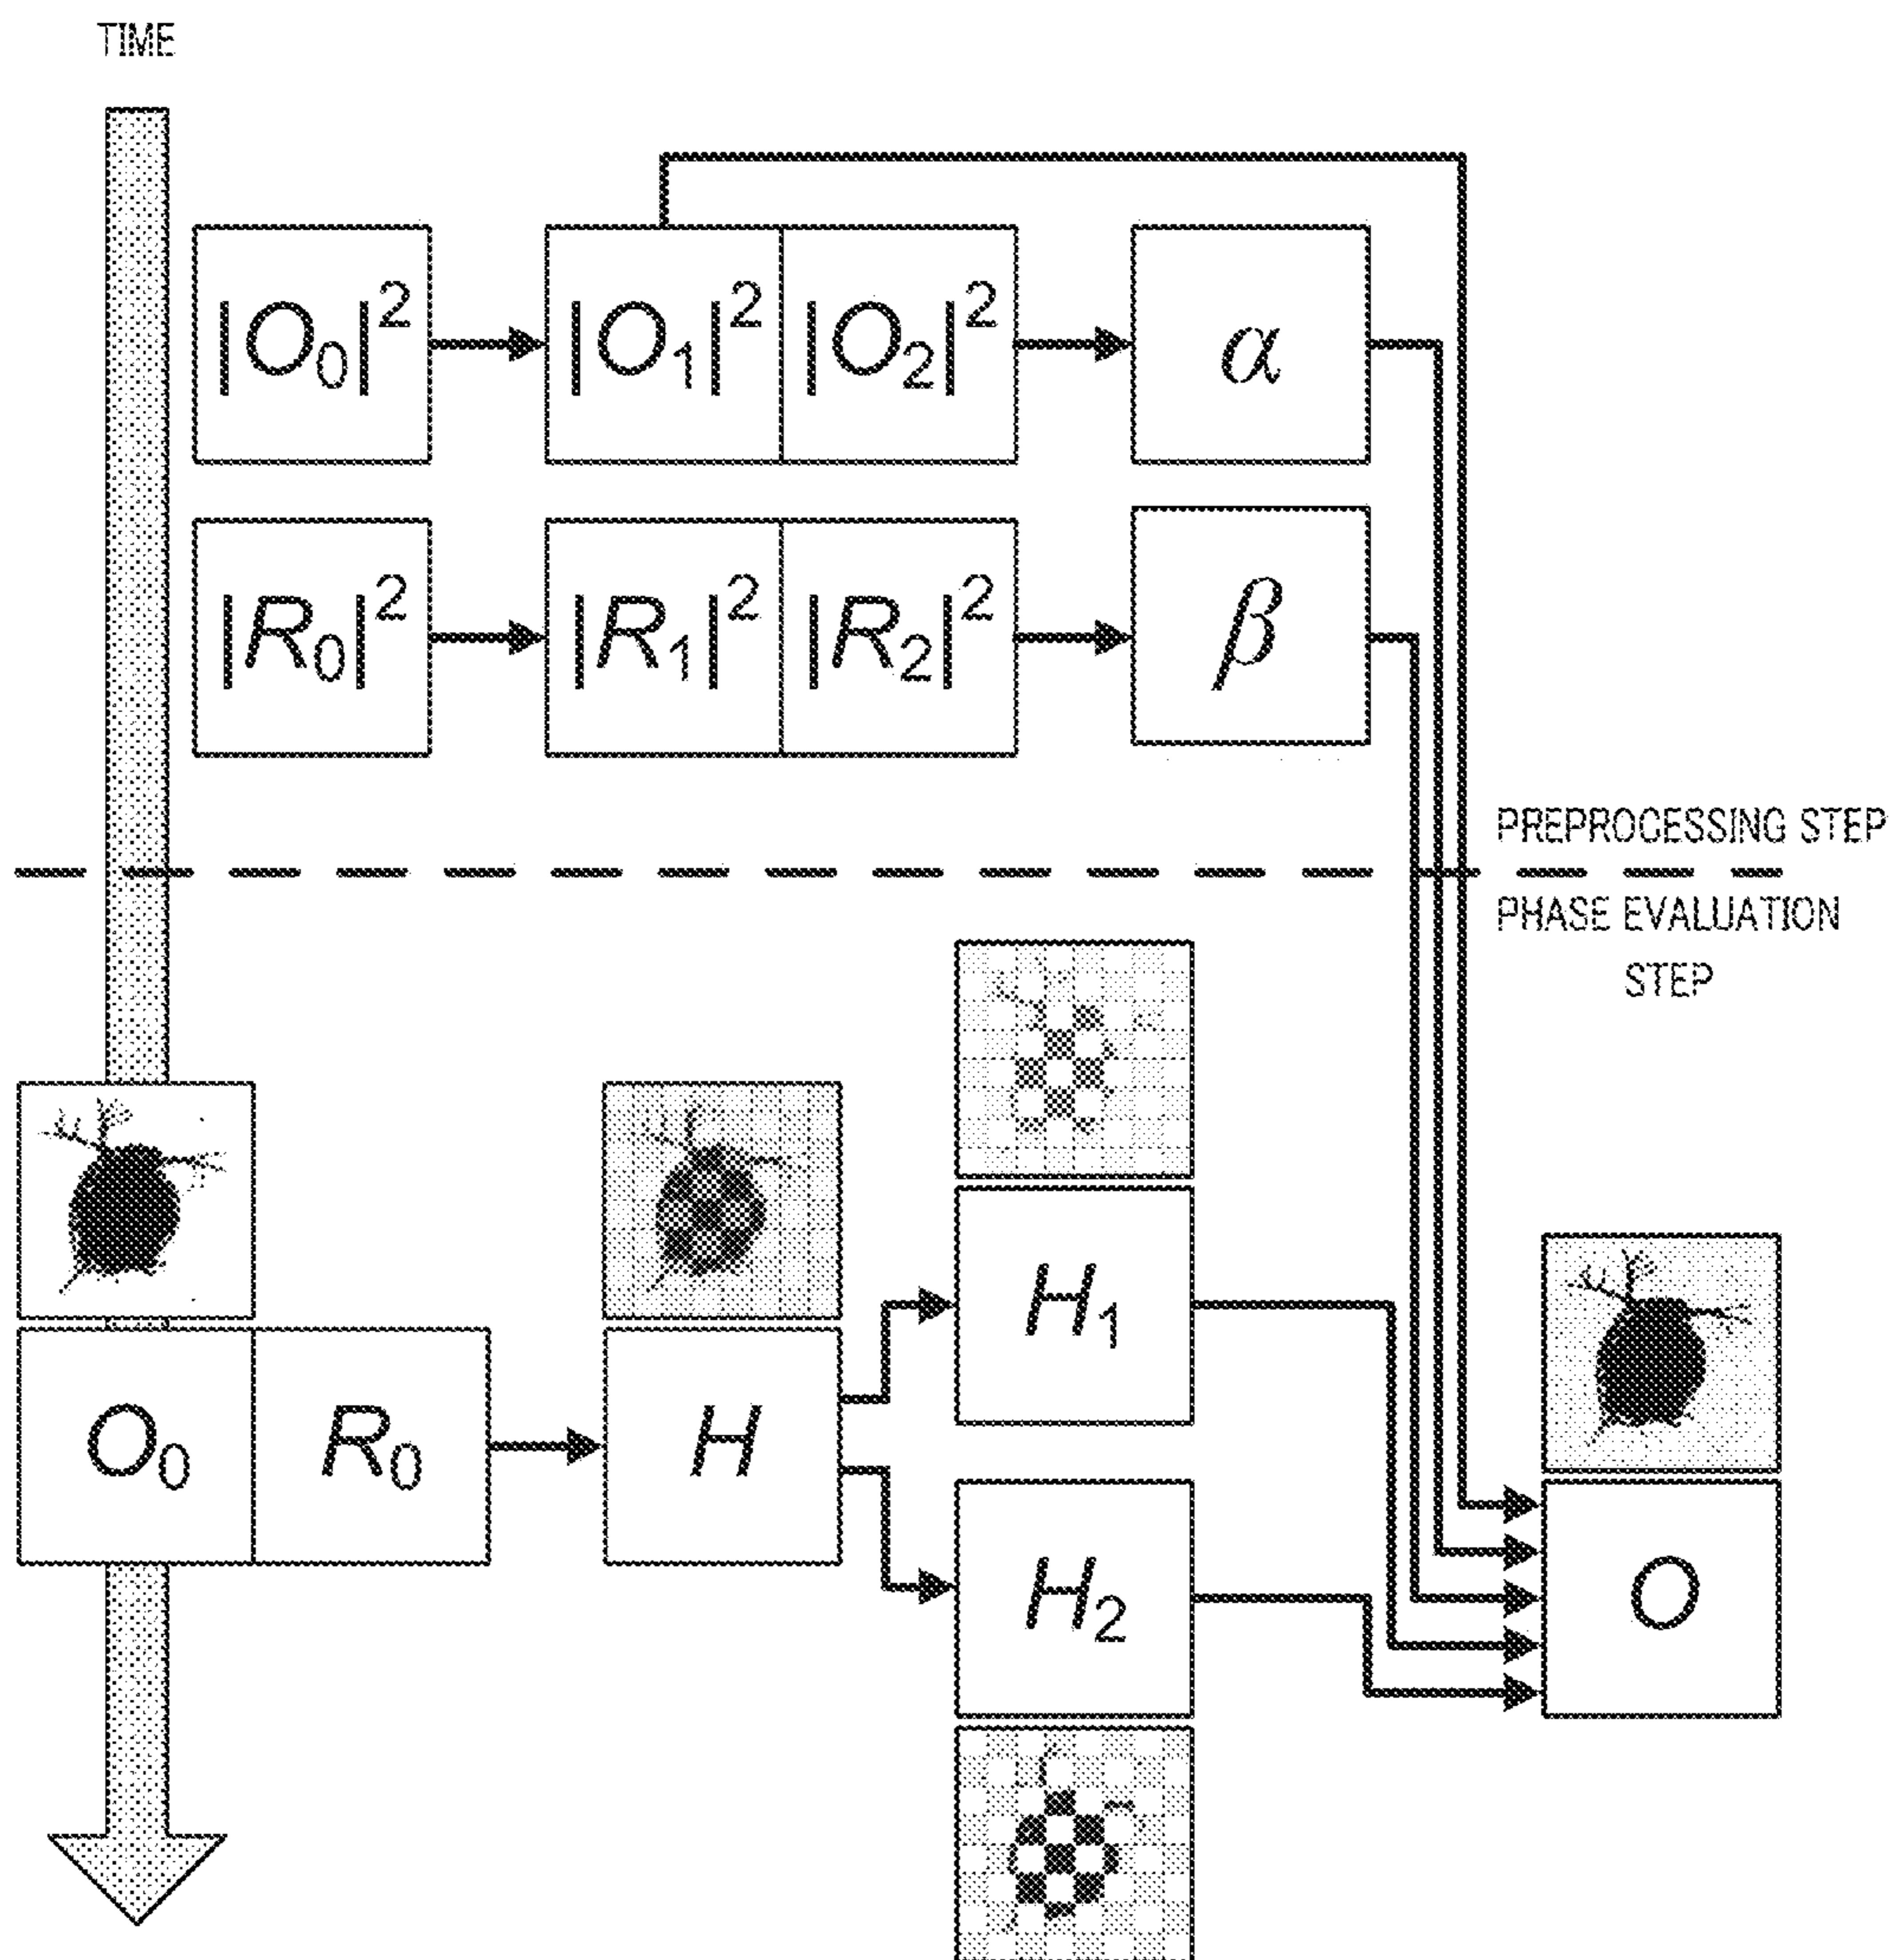 TIME
|O₀|² |O₁|² |O₂|² α
|R₀|² |R₁|² |R₂|² β
PREPROCESSING STEP
PHASE EVALUATION
STEP
H₁
O₀ R₀ H
H₂ O